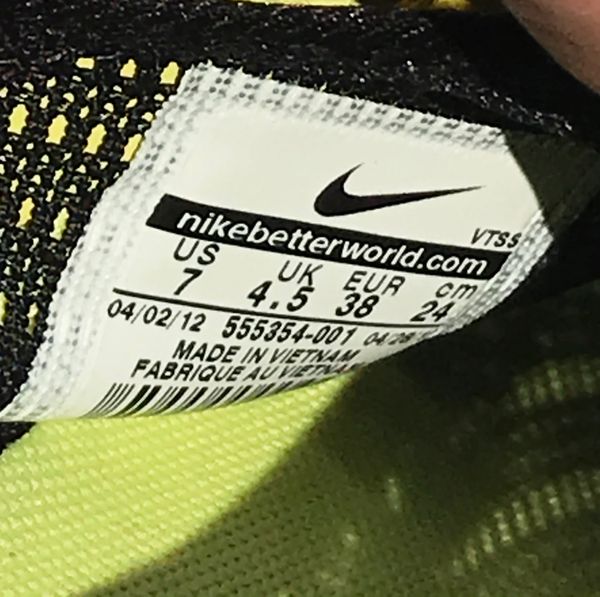 VTSS
nikebetterworld.com
US UK EUR cm
7 4.5 38 24
04/02/12 555354-001
MADE IN VIETNAM
FABRIQUE AU VIETNAM